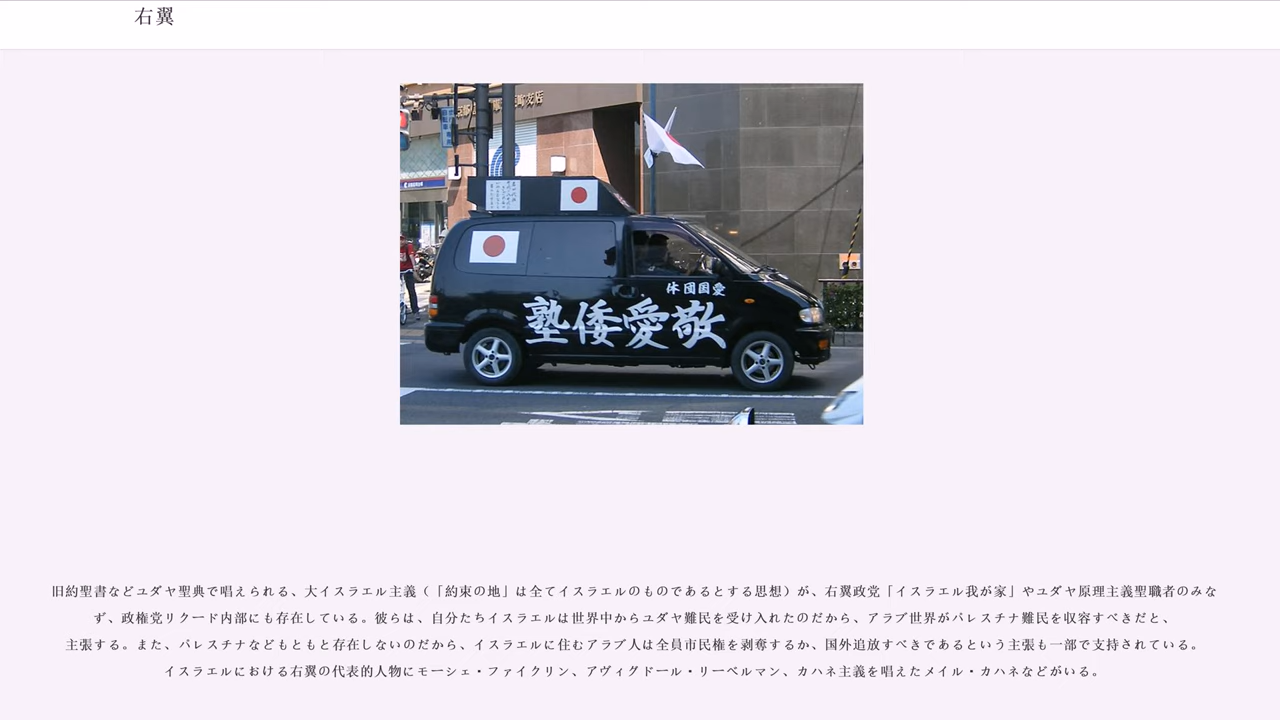 右翼
愛国団体
敬愛倭塾
旧約聖書などユダヤ聖典で唱えられる、大イスラエル主義（「約束の地」は全てイスラエルのものであるとする思想）が、右翼政党「イスラエル我が家」やユダヤ原理主義聖職者のみな
ず、政権党リクード内部にも存在している。彼らは、自分たちイスラエルは世界中からユダヤ難民を受け入れたのだから、アラブ世界がパレスチナ難民を収容すべきだと、
主張する。また、パレスチナなどもともと存在しないのだから、イスラエルに住むアラブ人は全員市民権を剥奪するか、国外追放すべきであるという主張も一部で支持されている。
イスラエルにおける右翼の代表的人物にモーシェ・ファイクリン、アヴィグドール・リーベルマン、カハネ主義を唱えたメイル・カハネなどがいる。